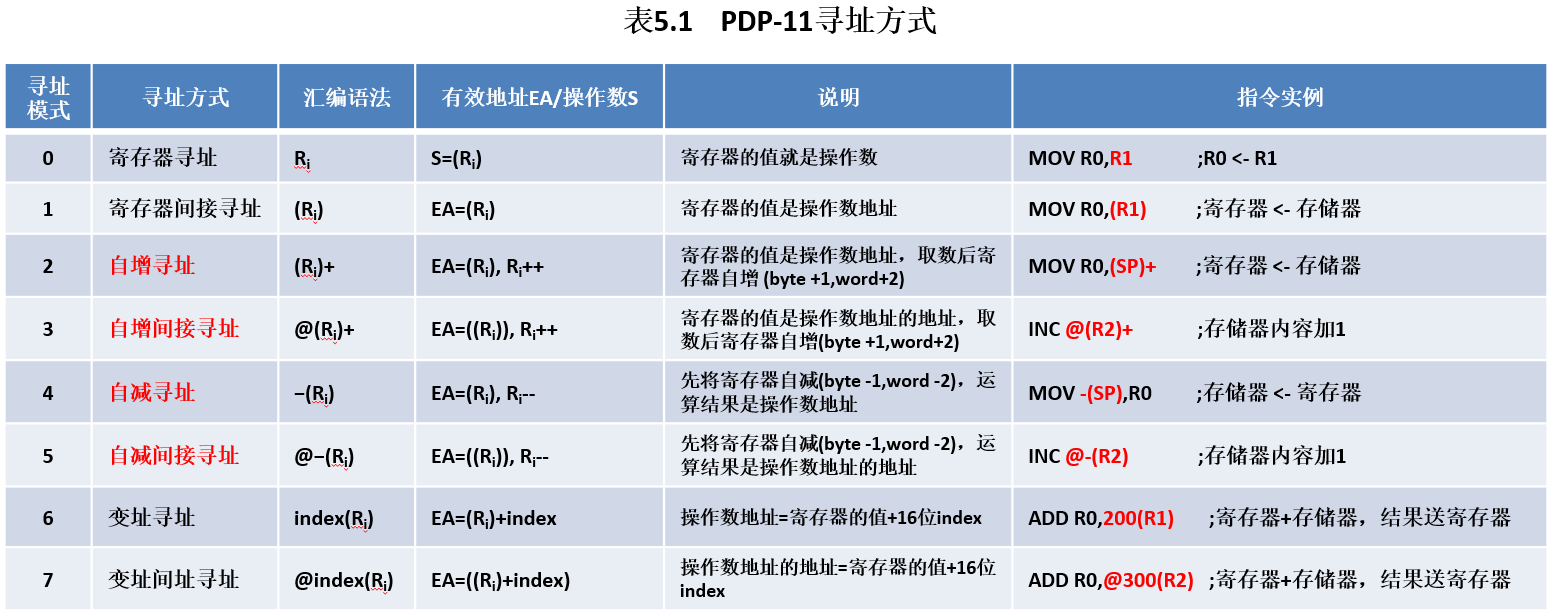 表5.1 PDP-11寻址方式
寻址
模式
寻址方式
汇编语法
有效地址EA/操作数S
说明
指令实例
0
寄存器寻址
Ri
S=(Ri)
寄存器的值就是操作数
MOV R0,R1 ;R0 <- R1
1
寄存器间接寻址
(Ri)
EA=(Ri)
寄存器的值是操作数地址
MOV R0,(R1) ;寄存器 <- 存储器
2
自增寻址
(Ri)+
EA=(Ri), Ri++
寄存器的值是操作数地址，取数后寄
存器自增 (byte +1,word+2)
MOV R0,(SP)+ ;寄存器 <- 存储器
3
自增间接寻址
@(Ri)+
EA=((Ri)), Ri++
寄存器的值是操作数地址的地址，取
数后寄存器自增(byte +1,word+2)
INC @(R2)+ ;存储器内容加1
4
自减寻址
−(Ri)
EA=(Ri), Ri--
先将寄存器自减(byte -1,word -2)，运
算结果是操作数地址
MOV -(SP),R0 ;存储器 <- 寄存器
5
自减间接寻址
@−(Ri)
EA=((Ri)), Ri--
先将寄存器自减(byte -1,word -2)，运
算结果是操作数地址的地址
INC @-(R2) ;存储器内容加1
6
变址寻址
index(Ri)
EA=(Ri)+index
操作数地址=寄存器的值+16位index
ADD R0,200(R1) ;寄存器+存储器，结果送寄存器
7
变址间址寻址
@index(Ri)
EA=((Ri)+index)
操作数地址的地址=寄存器的值+16位
index
ADD R0,@300(R2) ;寄存器+存储器，结果送寄存器